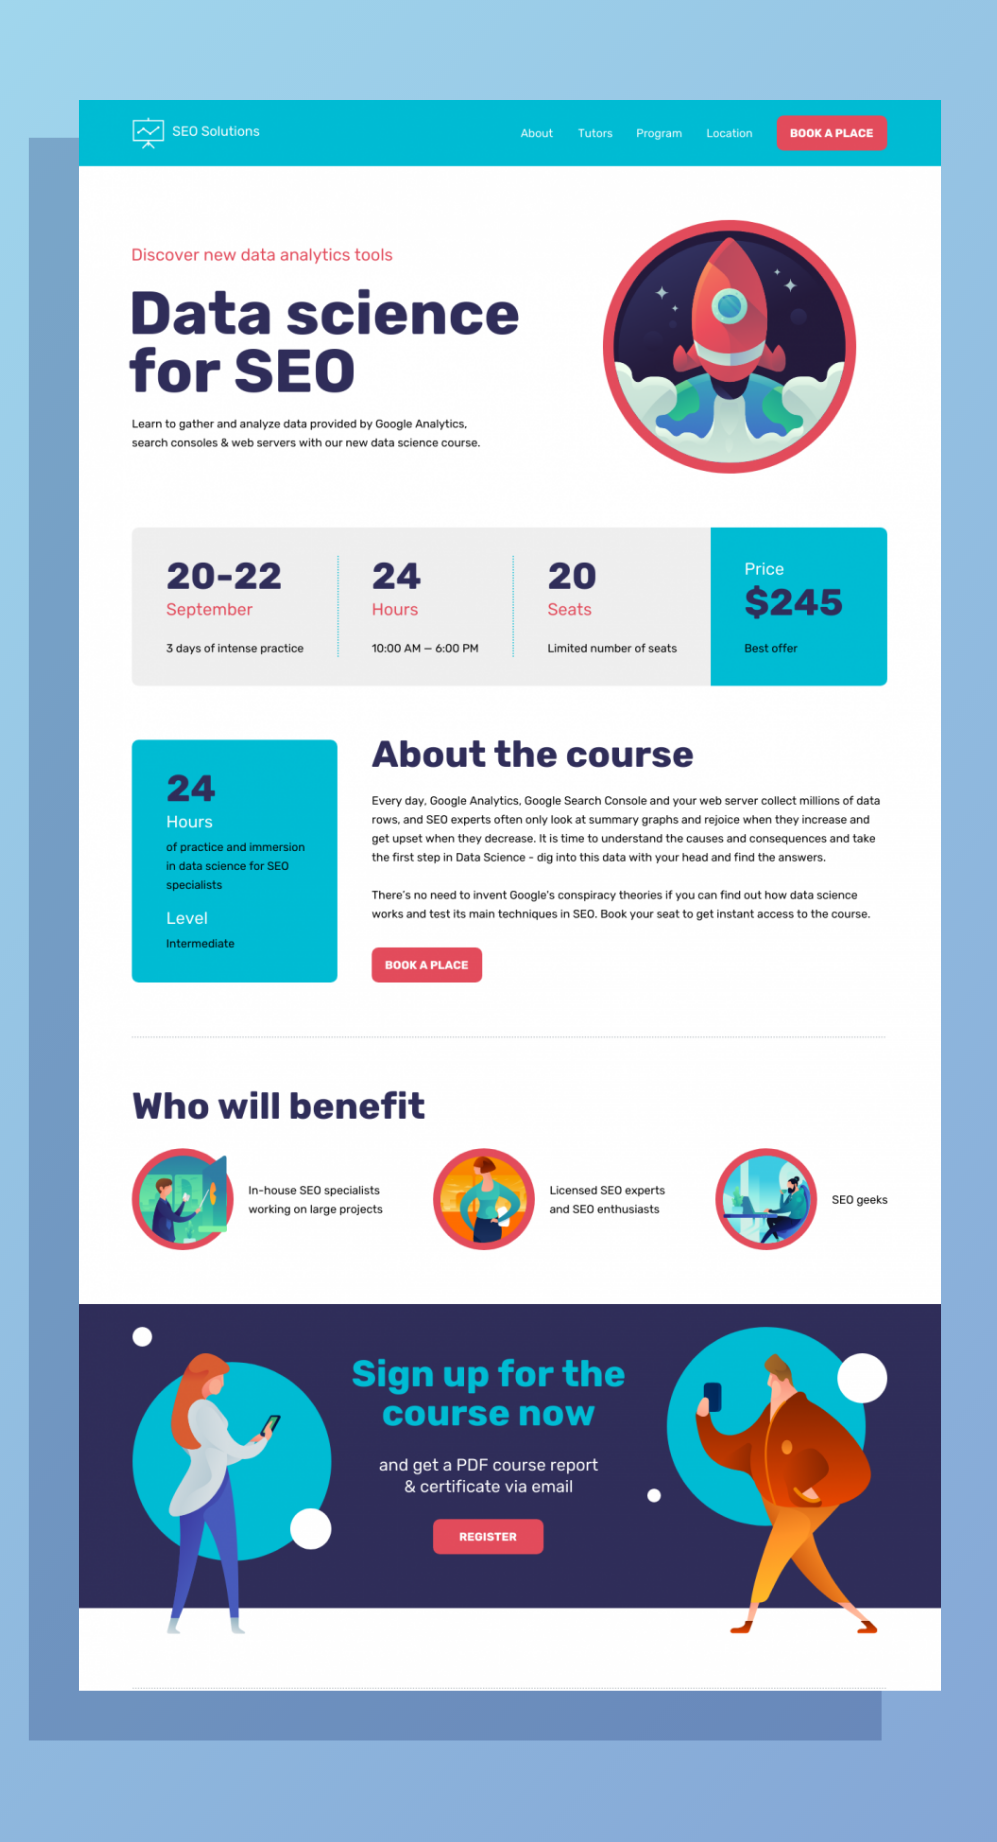 SEO Solutions
About
Tutors
Program
Location
BOOK A PLACE
Discover new data analytics tools
Data science
for SEO
Learn to gather and analyze data provided by Google Analytics,
search consoles & web servers with our new data science course.
20-22
September
3 days of intense practice
24
Hours
10:00 AM — 6:00 PM
20
Seats
Limited number of seats
Price
$245
Best offer
24
Hours
of practice and immersion
in data science for SEO
specialists
Level
Intermediate
About the course
Every day, Google Analytics, Google Search Console and your web server collect millions of data
rows, and SEO experts often only look at summary graphs and rejoice when they increase and
get upset when they decrease. It is time to understand the causes and consequences and take
the first step in Data Science - dig into this data with your head and find the answers.
There's no need to invent Google's conspiracy theories if you can find out how data science
works and test its main techniques in SEO. Book your seat to get instant access to the course.
BOOK A PLACE
Who will benefit
In-house SEO specialists
working on large projects
Licensed SEO experts
and SEO enthusiasts
SEO geeks
Sign up for the
course now
and get a PDF course report
& certificate via email
REGISTER